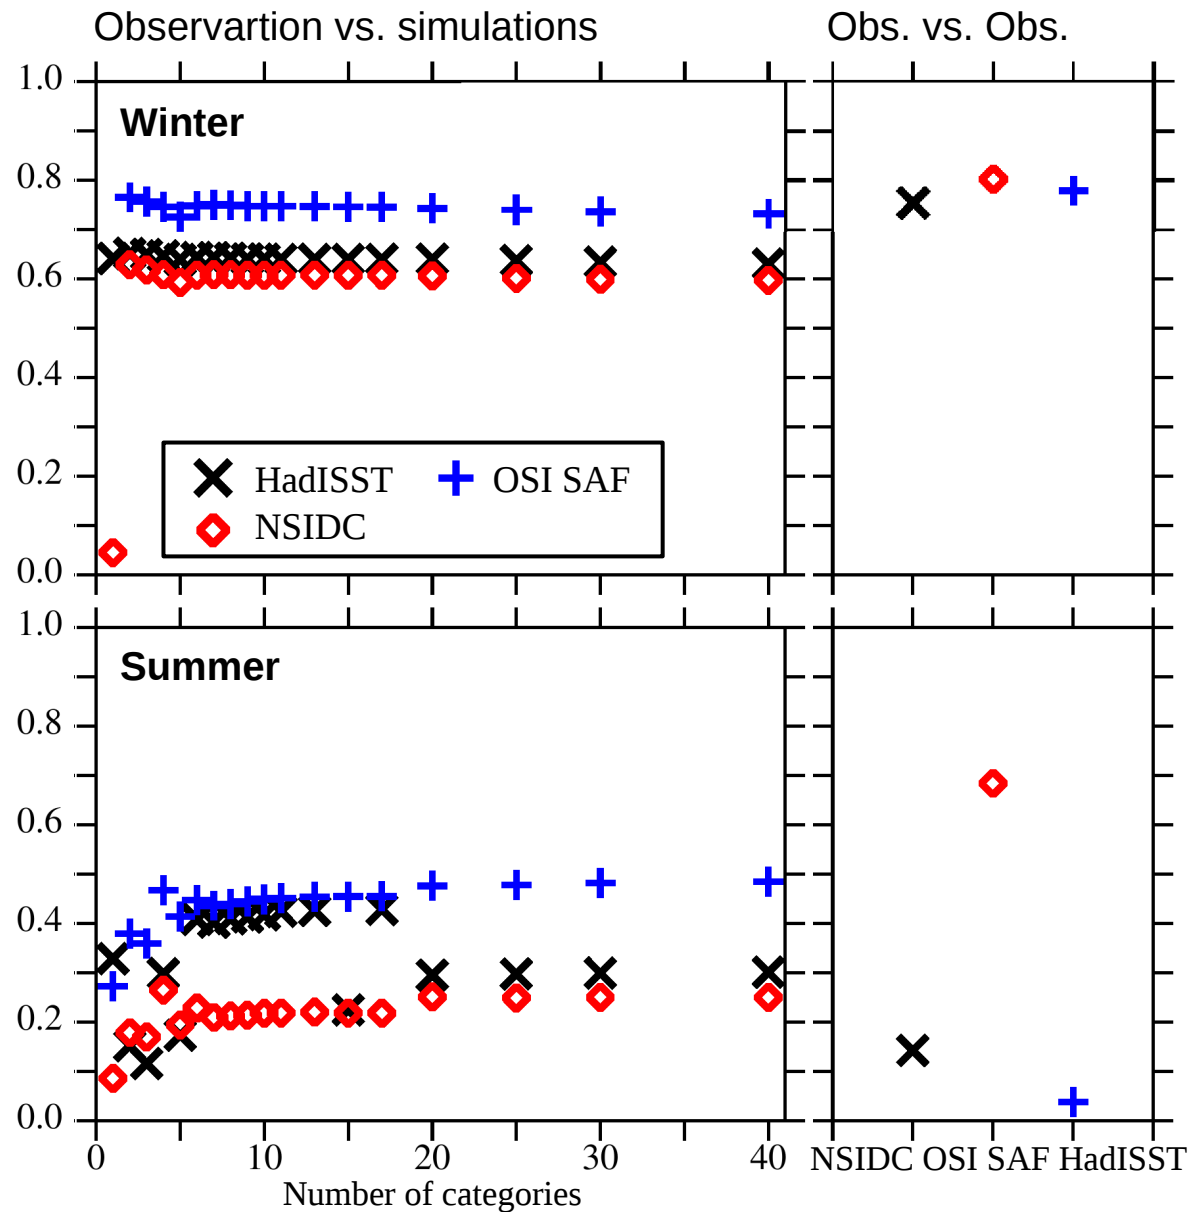 Observartion vs. simulations
Obs. vs. Obs.
1.0
Winter
0.8
0.6
0.4
0.2
HadISST
OSI SAF
NSIDC
0.0
1.0
Summer
0.8
0.6
0.4
0.2
0.0
0 10 20 30 40
NSIDC OSI SAF HadISST
Number of categories